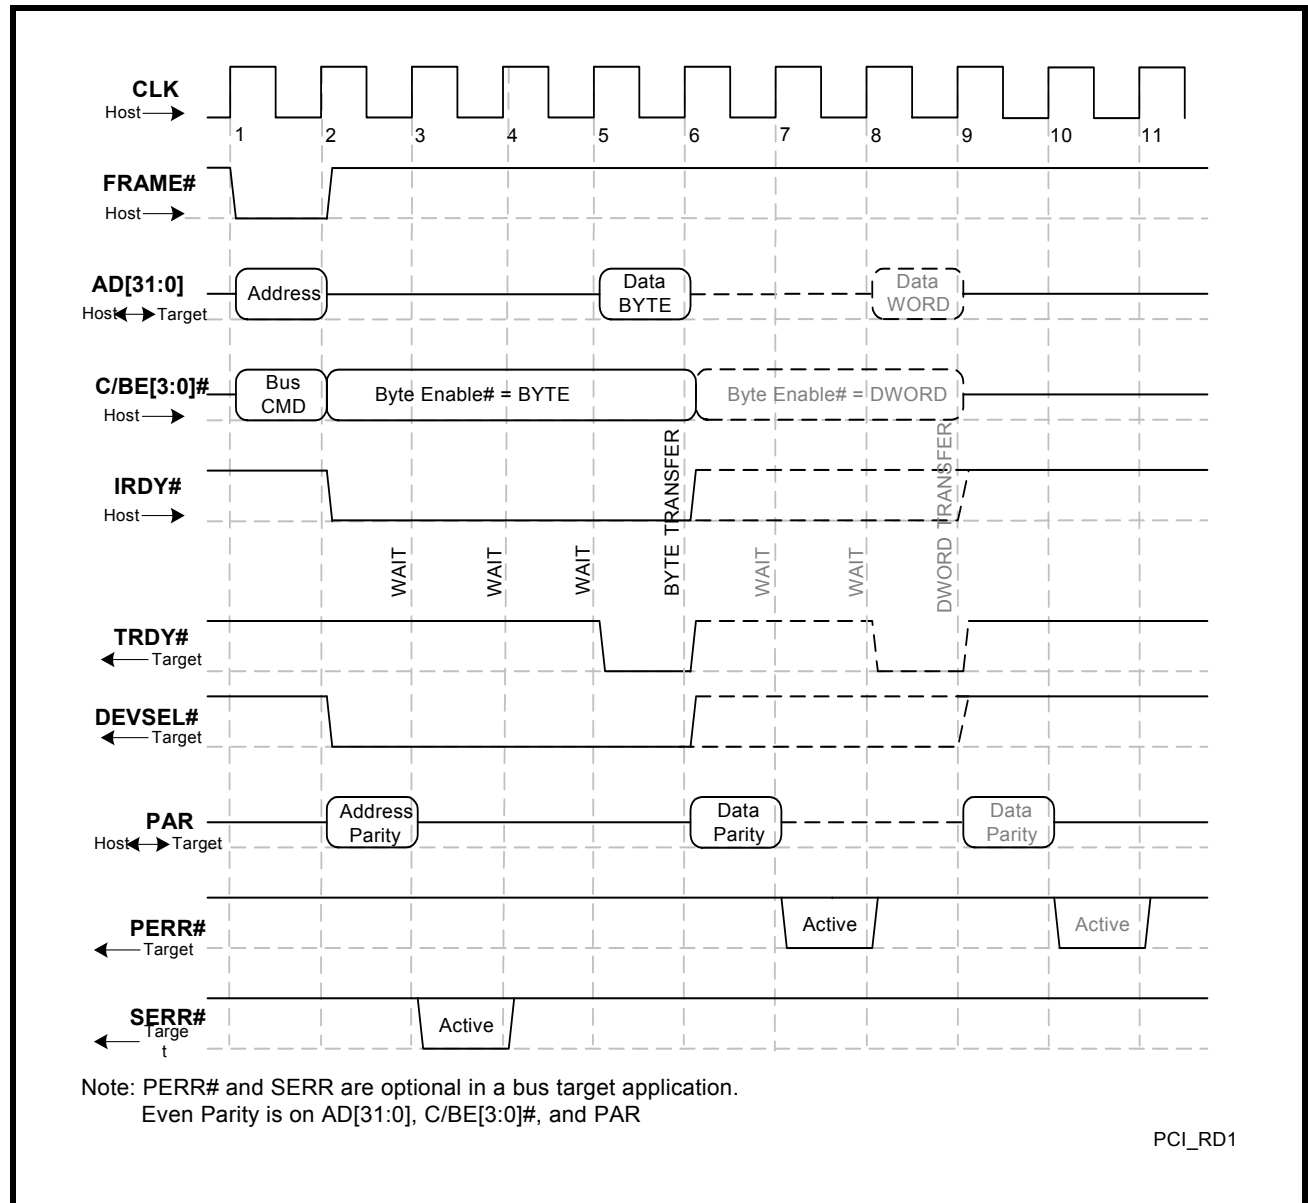 CLK
Host
1 2 3 4 5 6 7 8 9 10 11
FRAME#
Host
AD[31:0]
Host Target
Address
Data
BYTE
Data
WORD
C/BE[3:0]#
Host
Bus
CMD
Byte Enable# = BYTE
Byte Enable# = DWORD
IRDY#
Host
WAIT
WAIT
WAIT
BYTE TRANSFER
WAIT
WAIT
DWORD TRANSFER
TRDY#
Target
DEVSEL#
Target
PAR
Host Target
Address
Parity
Data
Parity
Data
Parity
PERR#
Target
Active
Active
SERR#
Targe
t
Active
Note: PERR# and SERR are optional in a bus target application.
Even Parity is on AD[31:0], C/BE[3:0]#, and PAR
PCI_RD1